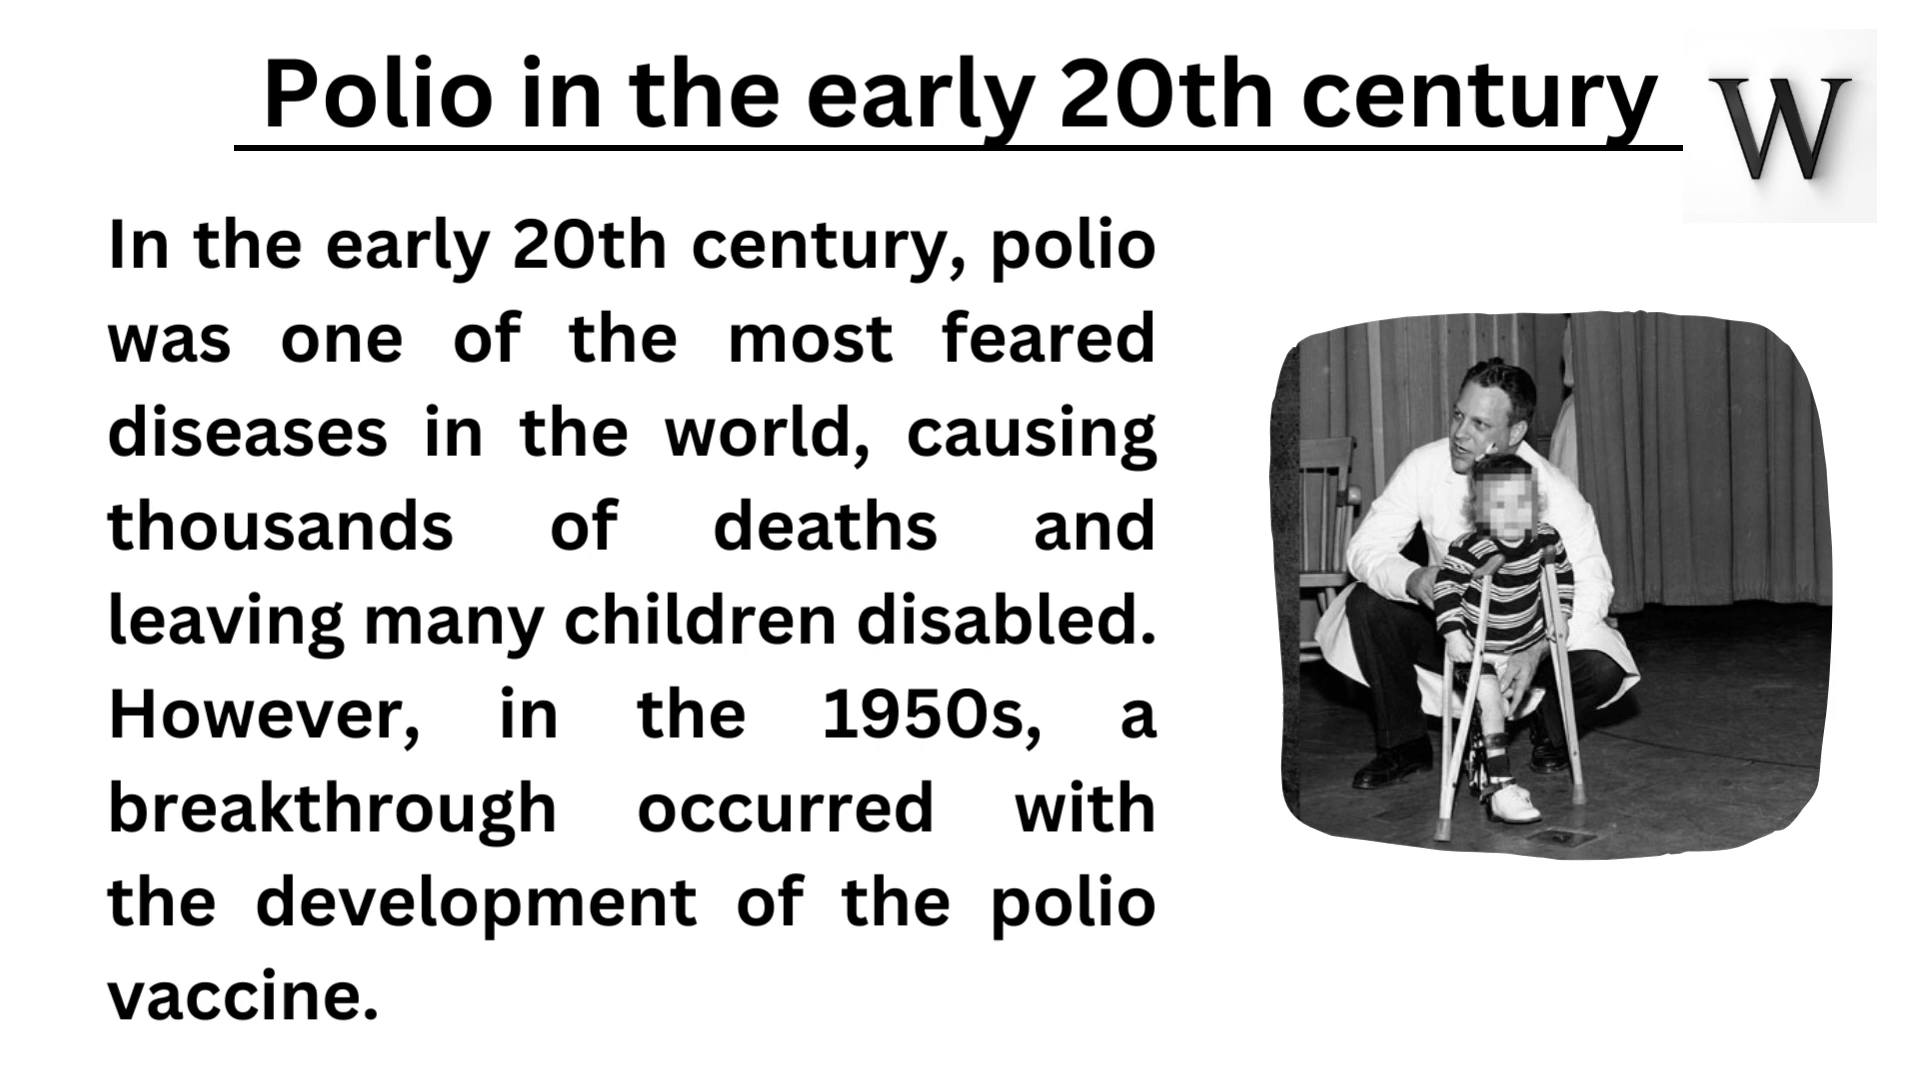 Polio in the early 20th century
W
In the early 20th century, polio
was one of the most feared
diseases in the world, causing
thousands of deaths and
leaving many children disabled.
However, in the 1950s, a
breakthrough occurred with
the development of the polio
vaccine.